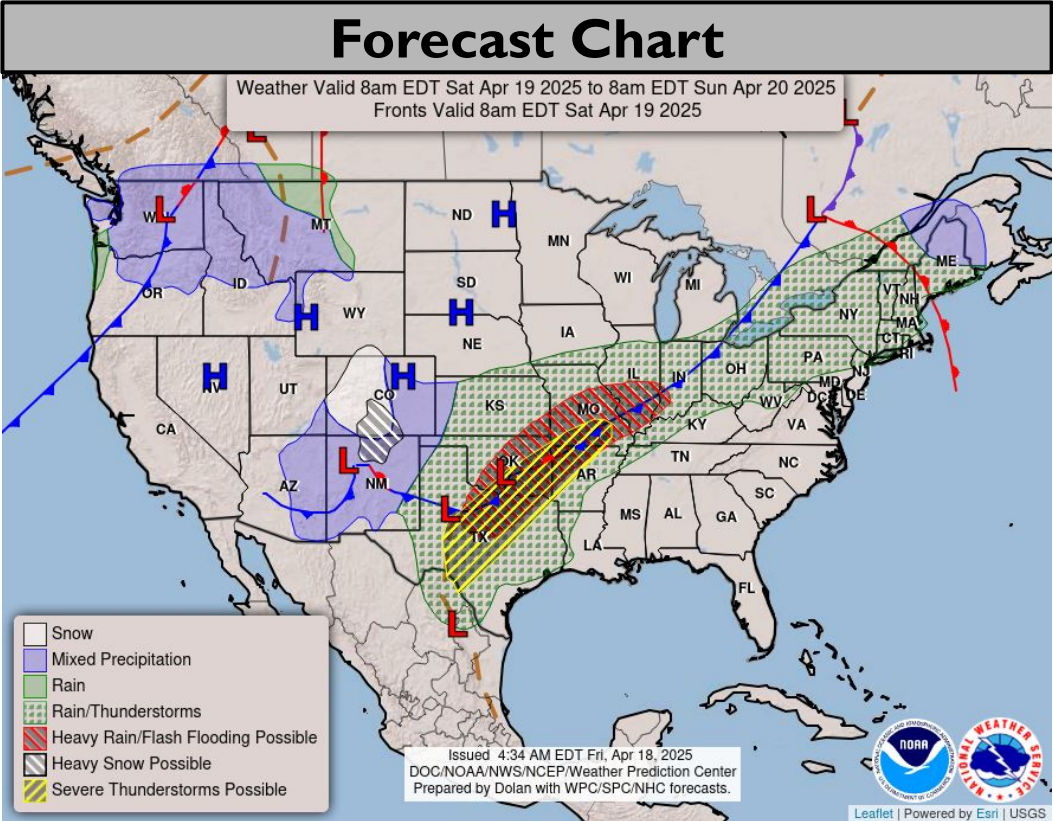 Forecast Chart
Weather Valid 8am EDT Sat Apr 19 2025 to 8am EDT Sun Apr 20 2025
Fronts Valid 8am EDT Sat Apr 19 2025
L
L
L
L
H
H
H
H
H
L
L
L
L
ND
MT
MN
ME
OR
ID
WY
SD
WI
MI
VT
NH
NY
MA
CT
RI
NV
UT
CO
NE
IA
IL
IN
OH
PA
NJ
MD
DE
DC
CA
KS
MO
WV
KY
VA
AZ
NM
OK
AR
TN
NC
SC
TX
LA
MS
AL
GA
FL
Snow
Mixed Precipitation
Rain
Rain/Thunderstorms
Heavy Rain/Flash Flooding Possible
Heavy Snow Possible
Severe Thunderstorms Possible
Issued 4:34 AM EDT Fri, Apr 18, 2025
DOC/NOAA/NWS/NCEP/Weather Prediction Center
Prepared by Dolan with WPC/SPC/NHC forecasts.
NOAA
NATIONAL WEATHER SERVICE
Leaflet | Powered by Esri | USGS